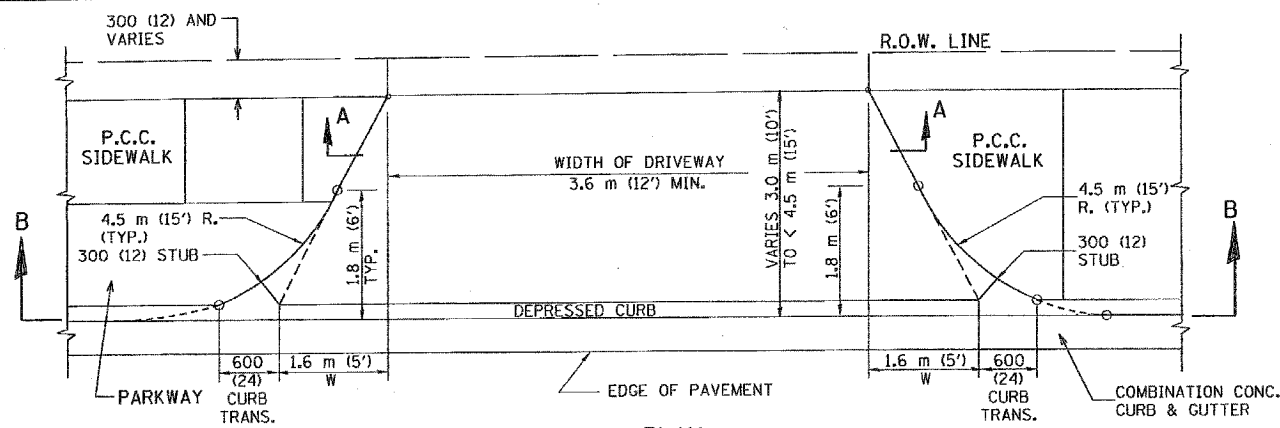 300 (12) AND
VARIES
R.O.W. LINE
A
A
P.C.C.
SIDEWALK
P.C.C.
SIDEWALK
WIDTH OF DRIVEWAY
3.6 m (12') MIN.
VARIES 3.0 m (10')
TO < 4.5 m (15')
4.5 m (15') R.
(TYP.)
300 (12) STUB
1.8 m (6')
TYP.
1.8 m (6')
4.5 m (15')
R. (TYP.)
300 (12)
STUB
B
B
DEPRESSED CURB
600
(24)
CURB
TRANS.
1.6 m (5')
W
1.6 m (5')
W
600
(24)
CURB
TRANS.
PARKWAY
EDGE OF PAVEMENT
COMBINATION CONC.
CURB & GUTTER